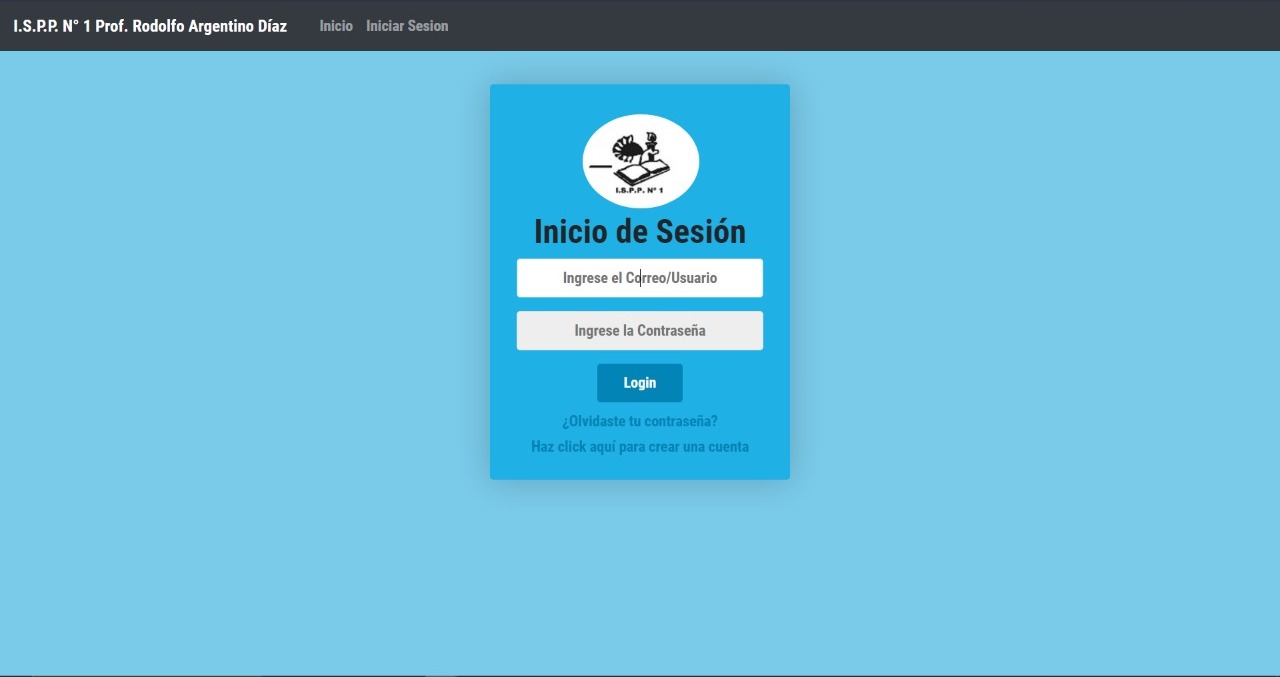 I.S.P.P. N° 1 Prof. Rodolfo Argentino Díaz Inicio Iniciar Sesion
I.S.P.P. Nº 1
Inicio de Sesión
Ingrese el Correo/Usuario
Ingrese la Contraseña
Login
¿Olvidaste tu contraseña?
Haz click aquí para crear una cuenta